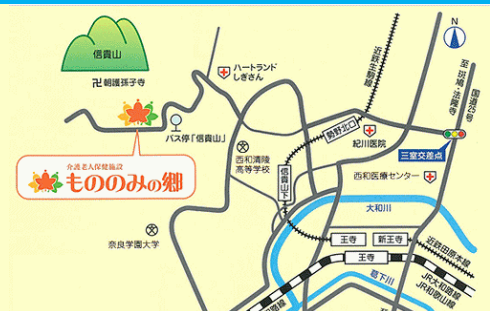 信貴山
卍 朝護孫子寺
バス停「信貴山」
介護老人保健施設
もものみの郷
奈良学園大学
ハートランド
しぎさん
西和清陵
高等学校
信貴山下
勢野北口
近鉄生駒線
紀川医院
西和医療センター
N
至 斑鳩・法隆寺
国道25号
三室交差点
大和川
王寺
新王寺
王寺
近鉄田原本線
JR大和路線
JR和歌山線
葛下川